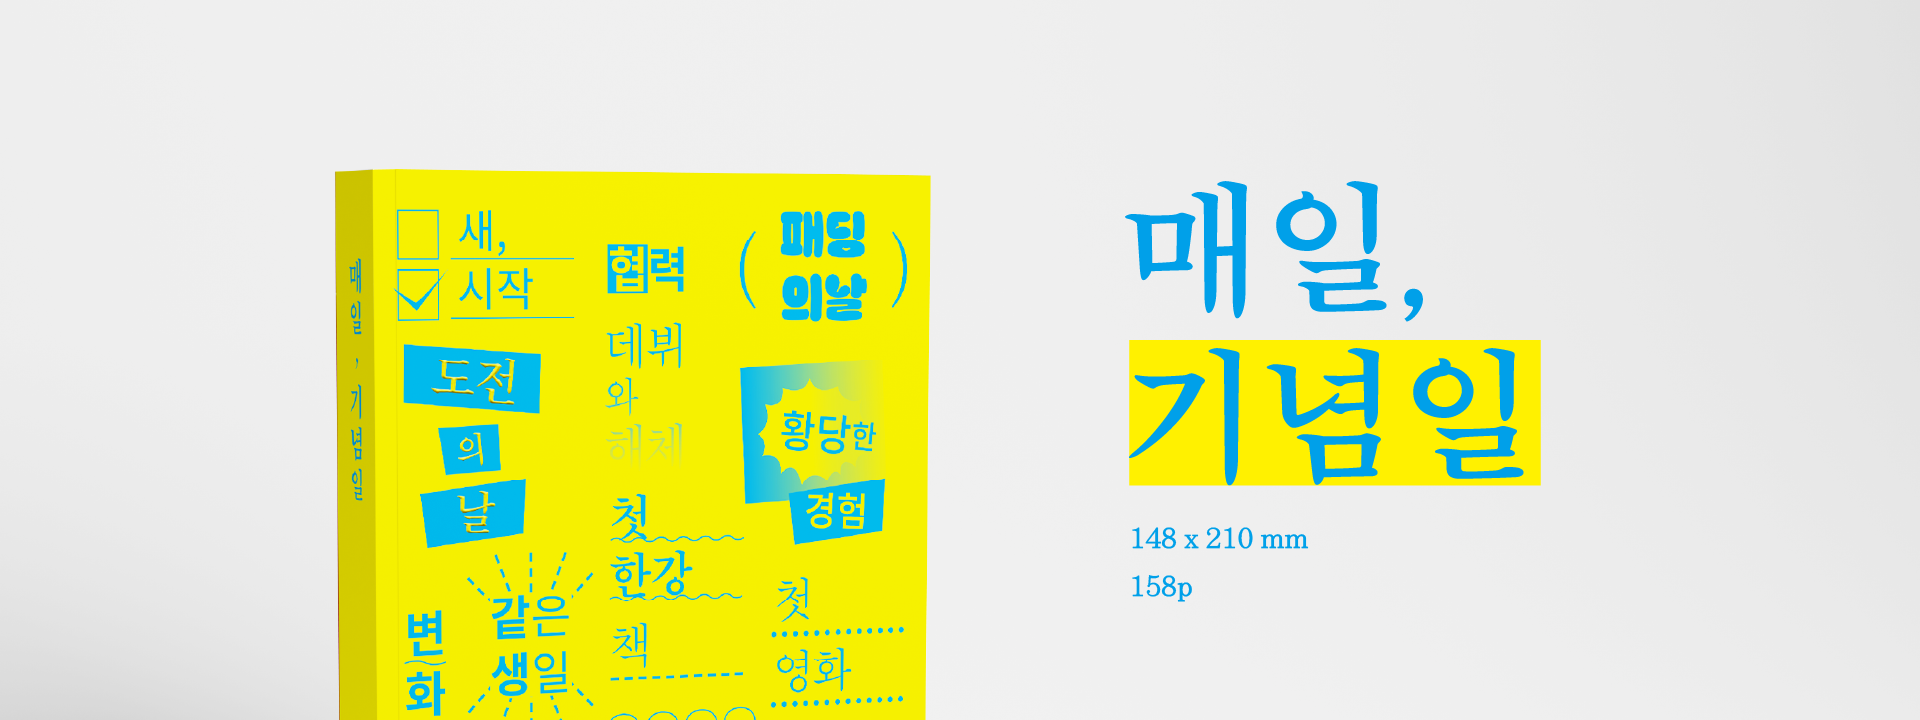 매일, 기념일
새,
시작
도전
의
날
변
화
같은
생일
협력
데뷔
와
해체
첫
한강
책
패딩
의날
황당한
경험
첫
영화
매일,
기념일
148 x 210 mm
158p